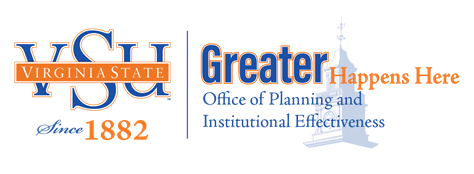 VSU
VIRGINIA STATE
Since 1882
Greater
Happens Here
Office of Planning and
Institutional Effectiveness